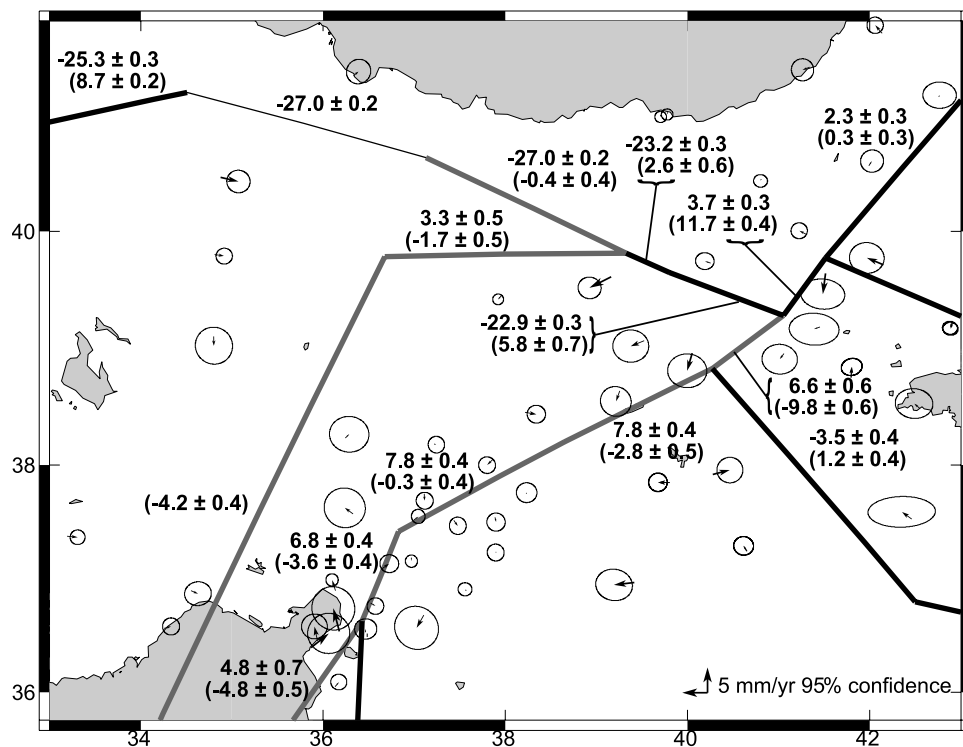 -25.3 ± 0.3
(8.7 ± 0.2)
-27.0 ± 0.2
-27.0 ± 0.2
(-0.4 ± 0.4)
-23.2 ± 0.3
(2.6 ± 0.6)
2.3 ± 0.3
(0.3 ± 0.3)
3.7 ± 0.3
(11.7 ± 0.4)
3.3 ± 0.5
(-1.7 ± 0.5)
-22.9 ± 0.3
(5.8 ± 0.7)
6.6 ± 0.6
(-9.8 ± 0.6)
-3.5 ± 0.4
(1.2 ± 0.4)
7.8 ± 0.4
(-2.8 ± 0.5)
7.8 ± 0.4
(-0.3 ± 0.4)
(-4.2 ± 0.4)
6.8 ± 0.4
(-3.6 ± 0.4)
4.8 ± 0.7
(-4.8 ± 0.5)
5 mm/yr 95% confidence
40
38
36
34 36 38 40 42